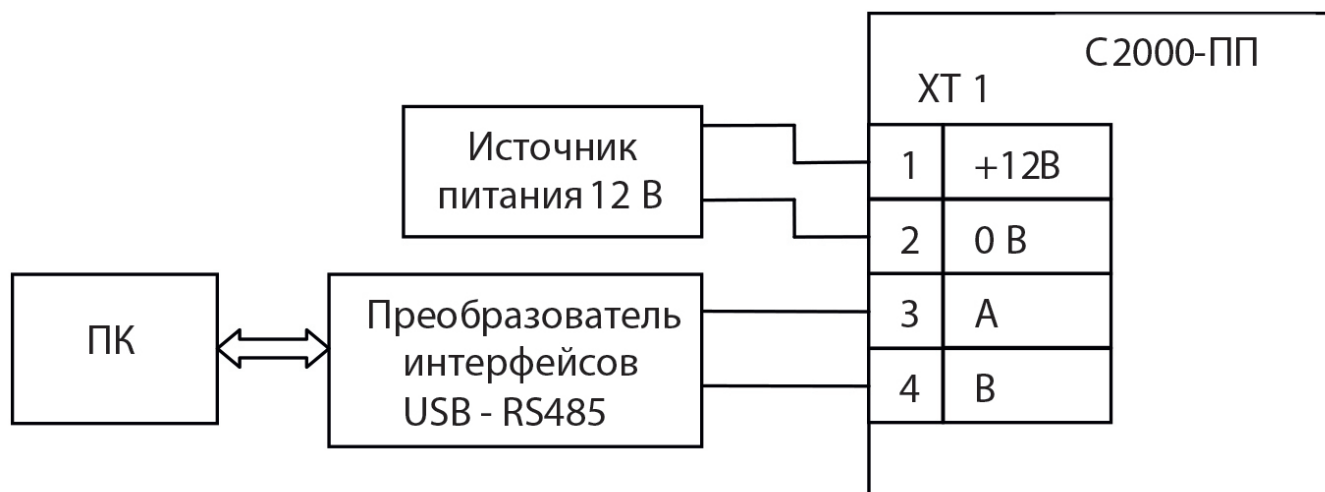 С2000-ПП
ХТ 1
Источник
питания 12 В
1 +12В
2 0 В
3 А
4 В
ПК
Преобразователь
интерфейсов
USB - RS485